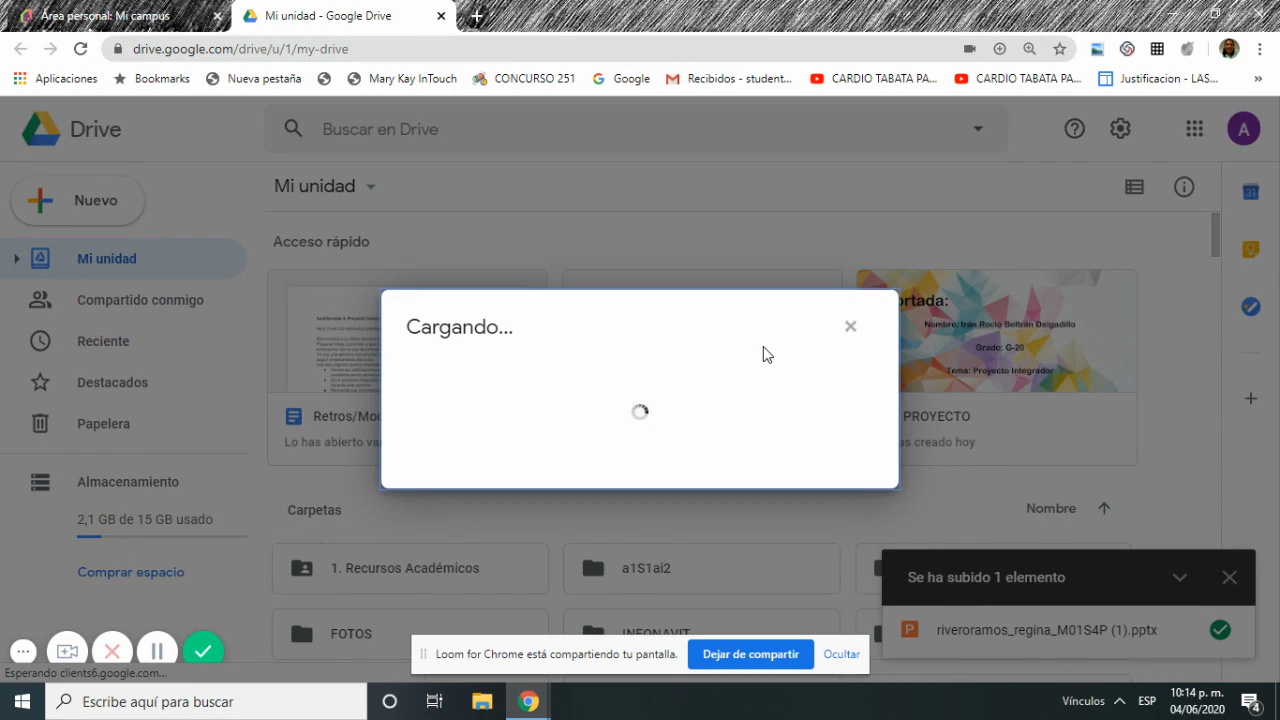 Área personal: Mi campus
Mi unidad - Google Drive
drive.google.com/drive/u/1/my-drive
Aplicaciones
Bookmarks
Nueva pestaña
Mary Kay InTouch
CONCURSO 251
Google
Recibidos - student...
CARDIO TABATA PA...
CARDIO TABATA PA...
Justificacion - LAS...
Drive
Buscar en Drive
A
Nuevo
Mi unidad
Mi unidad
Compartido conmigo
Reciente
Destacados
Papelera
Almacenamiento
2,1 GB de 15 GB usado
Comprar espacio
Acceso rápido
ortada:
Nombre: Irán Rocío Beltrán Delgadillo
Grado: G-20
Tema: Proyecto Integrador
Retros/Mod
Lo has abierto va
PROYECTO
as creado hoy
Cargando...
Carpetas
Nombre
1. Recursos Académicos
a1S1ai2
FOTOS
INFONAVIT
Se ha subido 1 elemento
riveroramos_regina_M01S4P (1).pptx
Loom for Chrome está compartiendo tu pantalla.
Dejar de compartir
Ocultar
Esperando clients6.google.com...
Escribe aquí para buscar
Vínculos
ESP
10:14 p. m.
04/06/2020
4